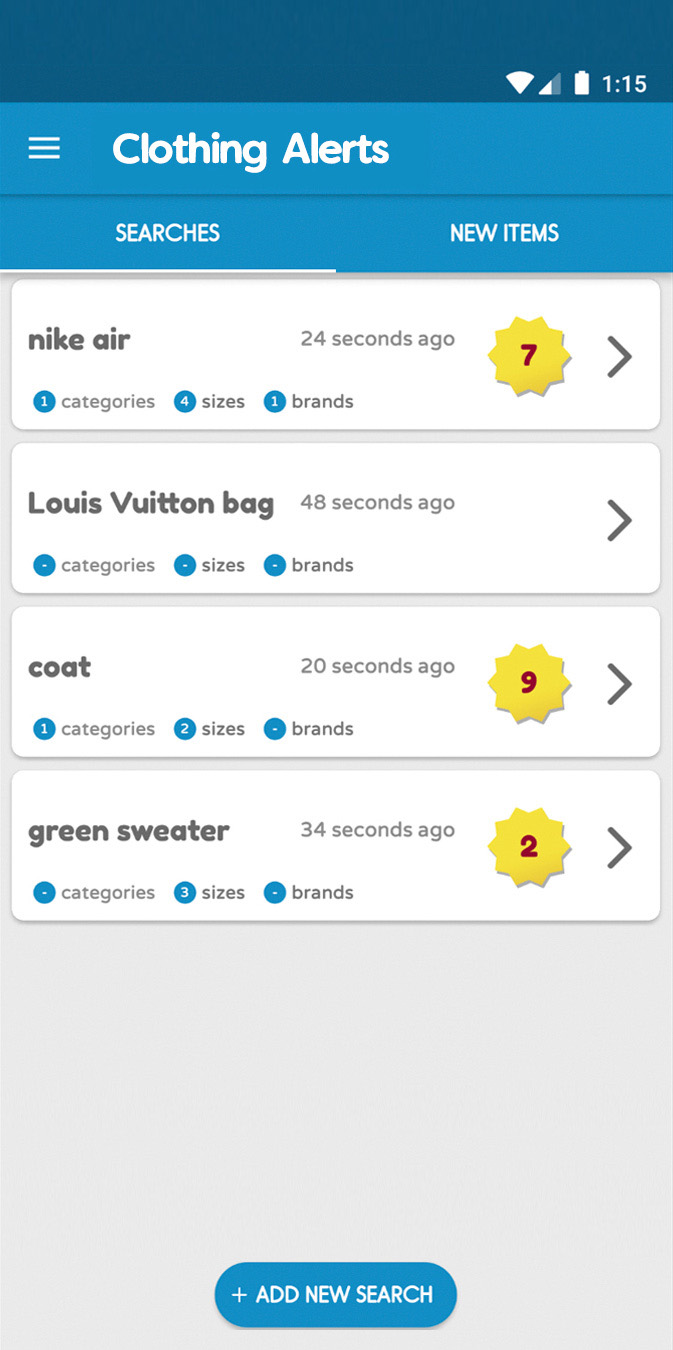 1:15
Clothing Alerts
SEARCHES NEW ITEMS
nike air 24 seconds ago 7
1 categories 4 sizes 1 brands
Louis Vuitton bag 48 seconds ago
- categories - sizes - brands
coat 20 seconds ago 9
1 categories 2 sizes - brands
green sweater 34 seconds ago 2
- categories 3 sizes - brands
+ ADD NEW SEARCH